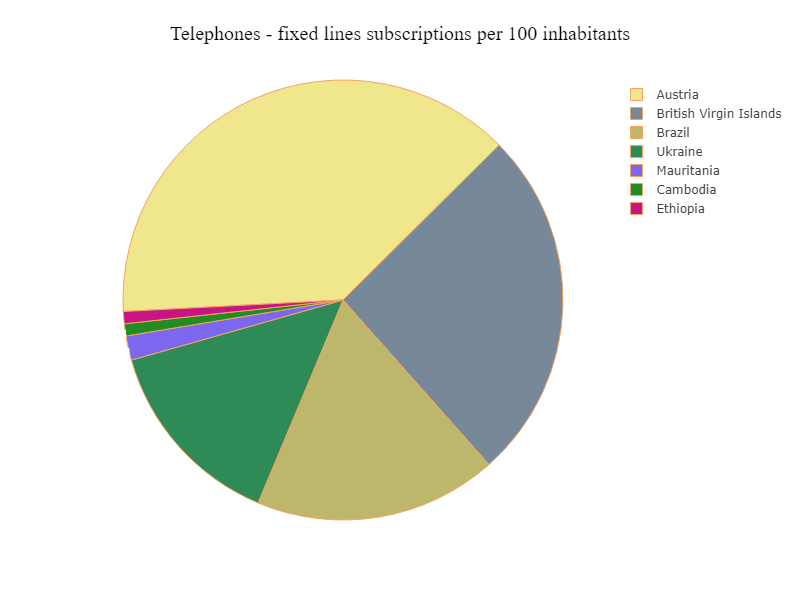 Telephones - fixed lines subscriptions per 100 inhabitants
Austria
British Virgin Islands
Brazil
Ukraine
Mauritania
Cambodia
Ethiopia